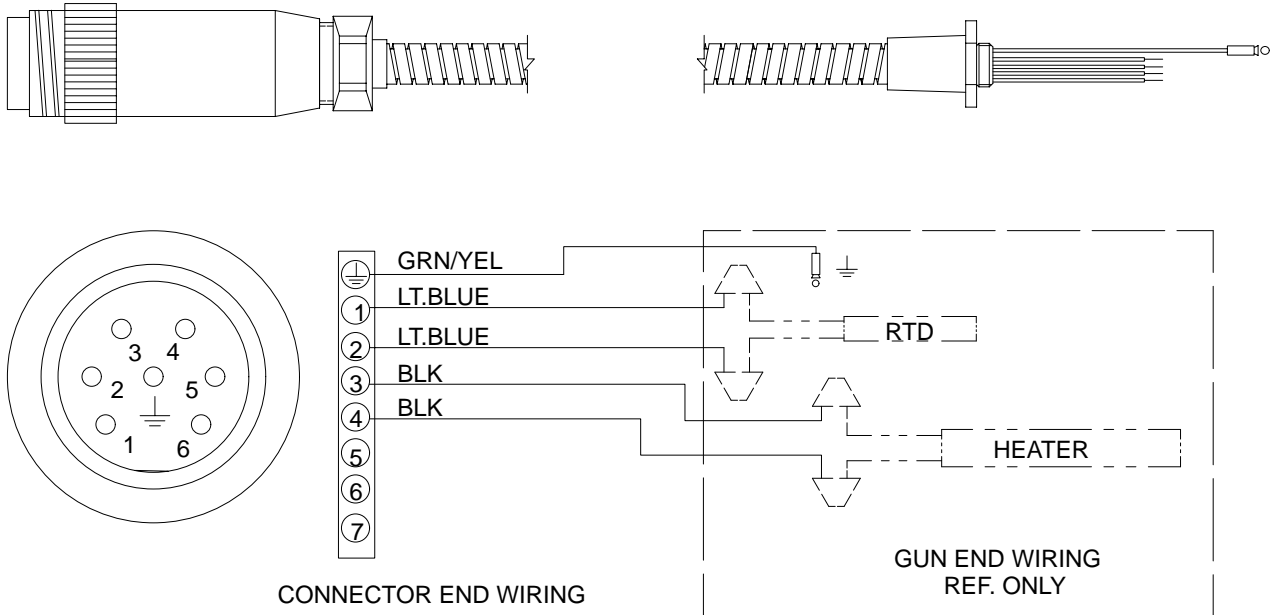 3 4
2 5
1 6
GRN/YEL
1 LT.BLUE
2 LT.BLUE
3 BLK
4 BLK
5
6
7
RTD
HEATER
CONNECTOR END WIRING
GUN END WIRING
REF. ONLY